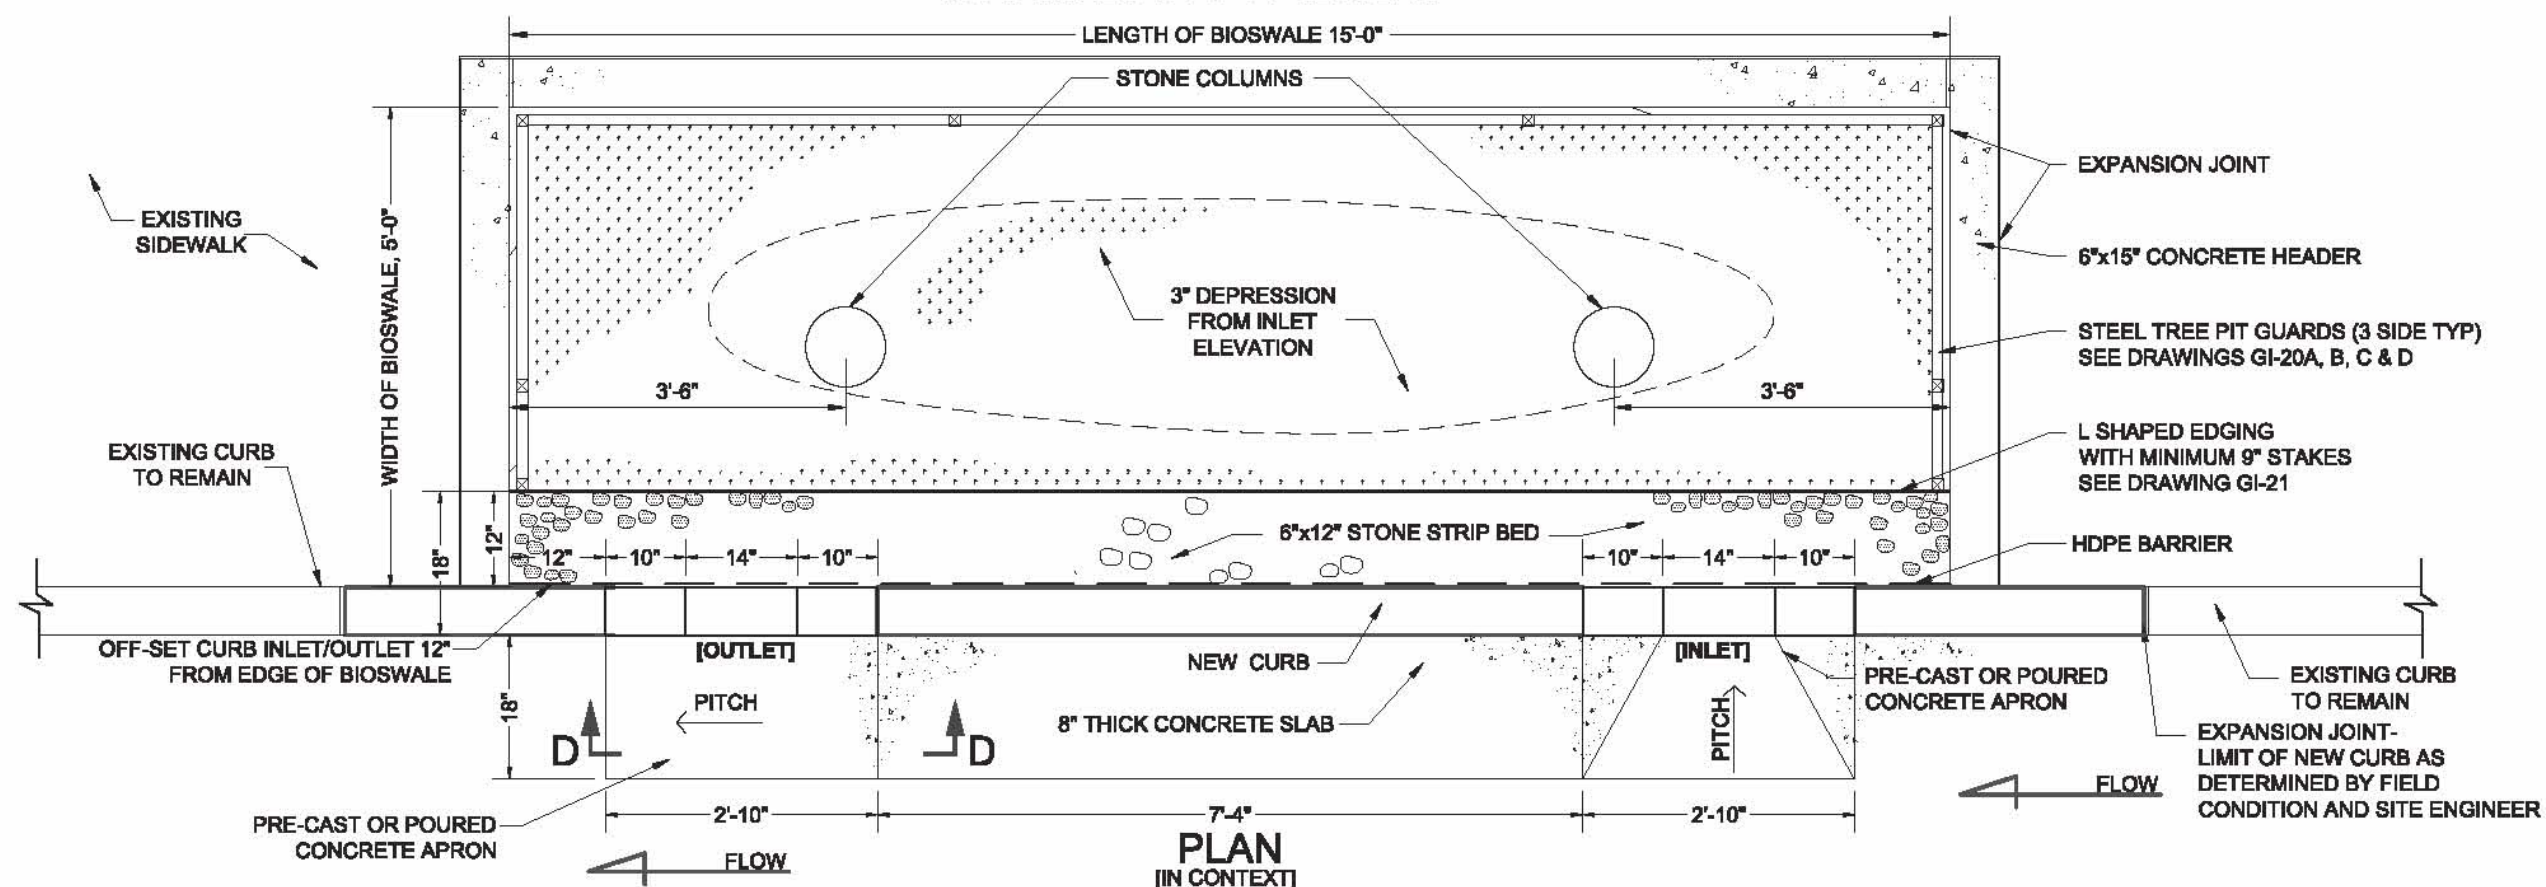 LENGTH OF BIOSWALE 15'-0"
STONE COLUMNS
EXPANSION JOINT
EXISTING
SIDEWALK
WIDTH OF BIOSWALE, 5'-0"
6"x15" CONCRETE HEADER
3" DEPRESSION
FROM INLET
ELEVATION
STEEL TREE PIT GUARDS (3 SIDE TYP)
SEE DRAWINGS GI-20A, B, C & D
3'-6"
3'-6"
EXISTING CURB
TO REMAIN
L SHAPED EDGING
WITH MINIMUM 9" STAKES
SEE DRAWING GI-21
18"
12"
6"x12" STONE STRIP BED
HDPE BARRIER
12"
10"
14"
10"
10"
14"
10"
OFF-SET CURB INLET/OUTLET 12"
FROM EDGE OF BIOSWALE
[OUTLET]
NEW CURB
[INLET]
PRE-CAST OR POURED
CONCRETE APRON
EXISTING CURB
TO REMAIN
18"
PITCH
D
D
8" THICK CONCRETE SLAB
PITCH
EXPANSION JOINT-
LIMIT OF NEW CURB AS
DETERMINED BY FIELD
CONDITION AND SITE ENGINEER
FLOW
2'-10"
7'-4"
2'-10"
PRE-CAST OR POURED
CONCRETE APRON
FLOW
PLAN
[IN CONTEXT]